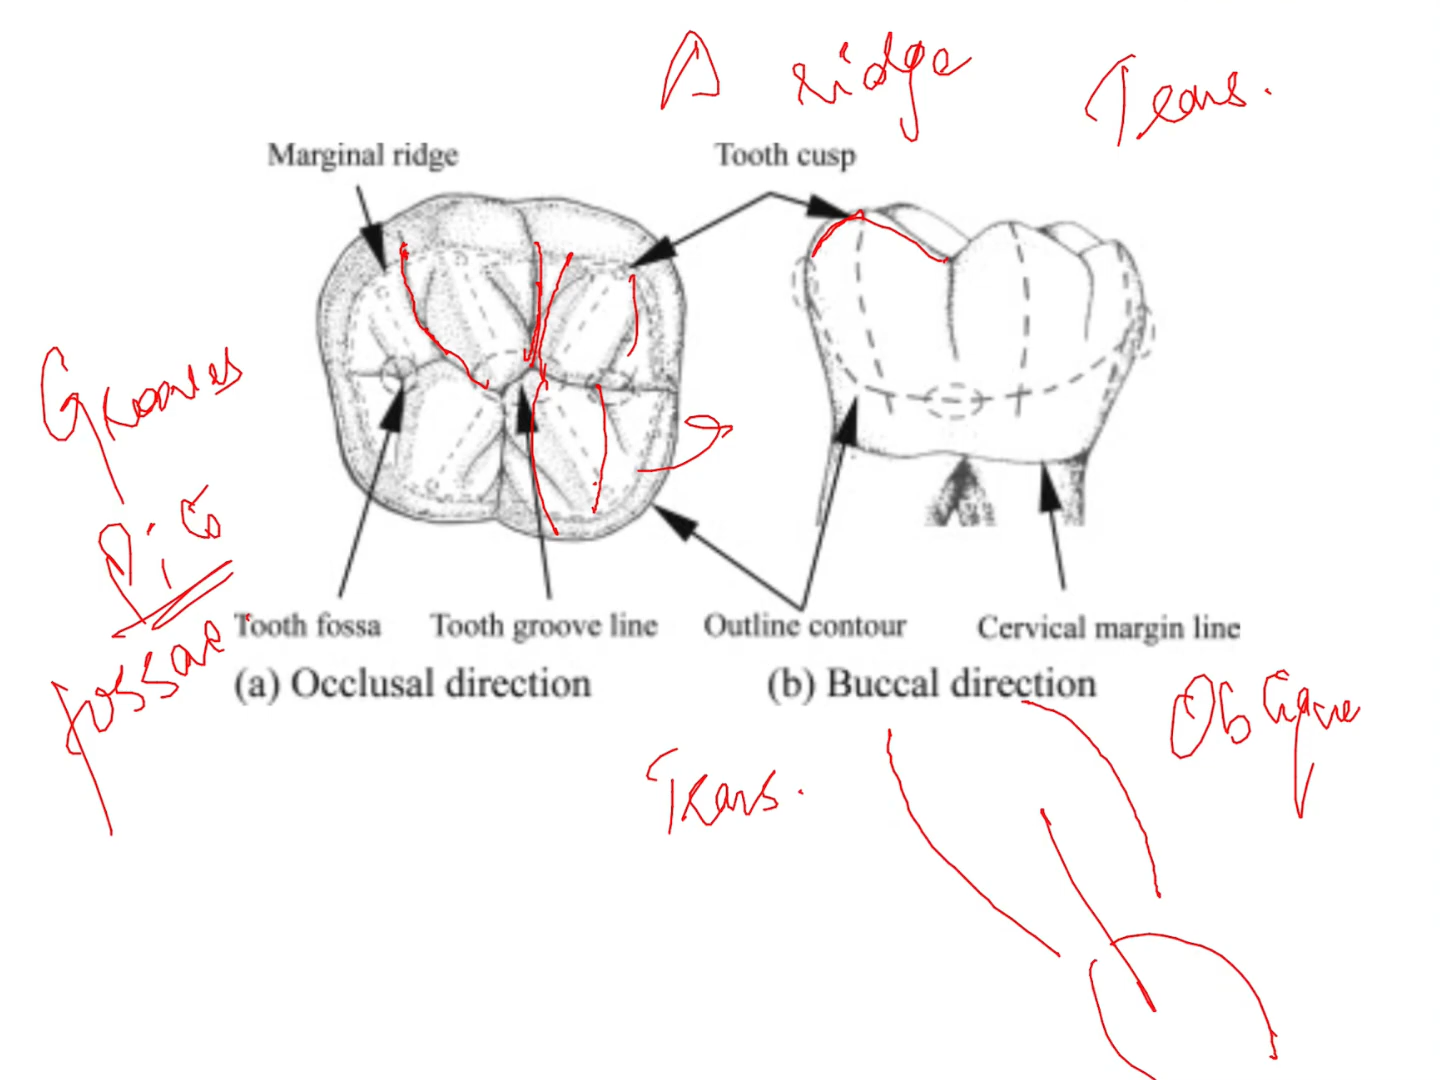 Δ ridge Trans.
Marginal ridge
Tooth cusp
Grooves
Pits
fossae
Tooth fossa
Tooth groove line
Outline contour
Cervical margin line
(a) Occlusal direction
(b) Buccal direction
Oblique
Trans.